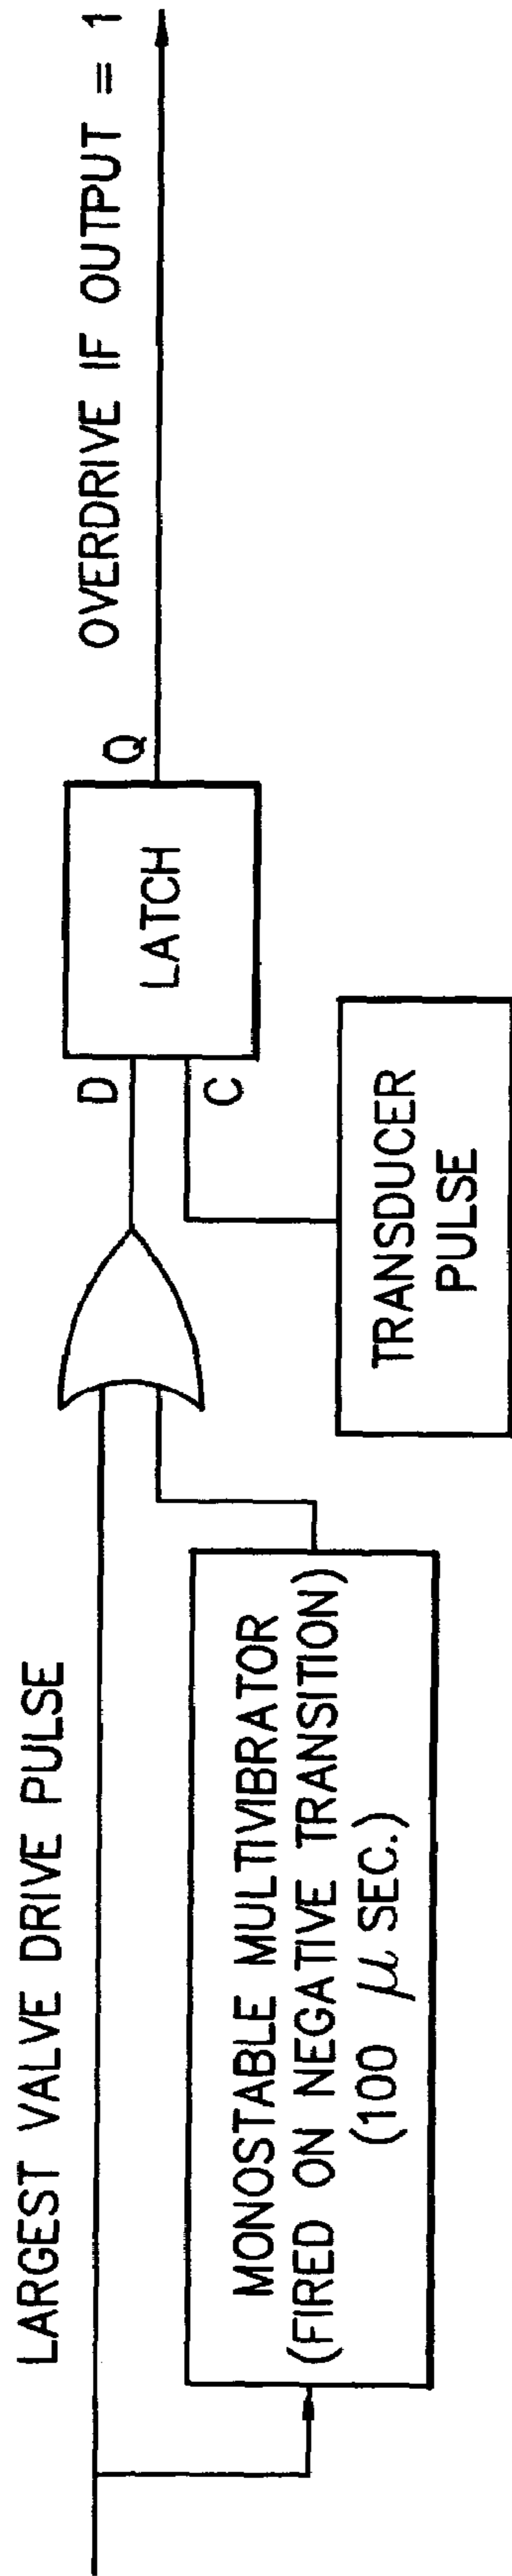 LARGEST VALVE DRIVE PULSE
MONOSTABLE MULTIVIBRATOR
(FIRED ON NEGATIVE TRANSITION)
(100 μ SEC.)
TRANSDUCER
PULSE
D
C
LATCH
Q
OVERDRIVE IF OUTPUT = 1